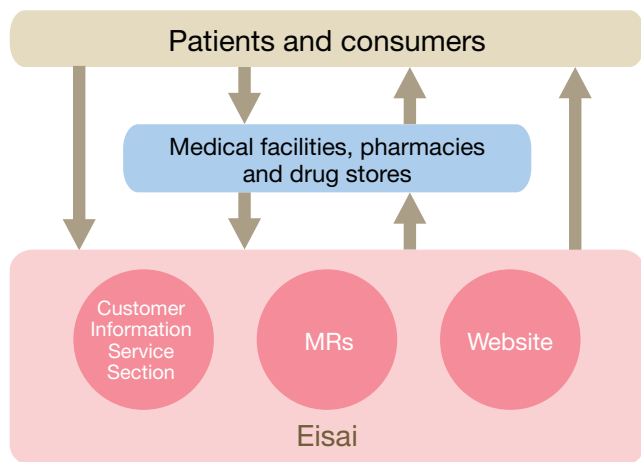 Patients and consumers
Medical facilities, pharmacies
and drug stores
Customer
Information
Service
Section
MRs
Website
Eisai